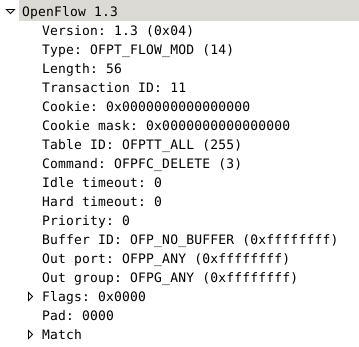 OpenFlow 1.3
Version: 1.3 (0x04)
Type: OFPT_FLOW_MOD (14)
Length: 56
Transaction ID: 11
Cookie: 0x0000000000000000
Cookie mask: 0x0000000000000000
Table ID: OFPTT_ALL (255)
Command: OFPFC_DELETE (3)
Idle timeout: 0
Hard timeout: 0
Priority: 0
Buffer ID: OFP_NO_BUFFER (0xffffffff)
Out port: OFPP_ANY (0xffffffff)
Out group: OFPG_ANY (0xffffffff)
Flags: 0x0000
Pad: 0000
Match